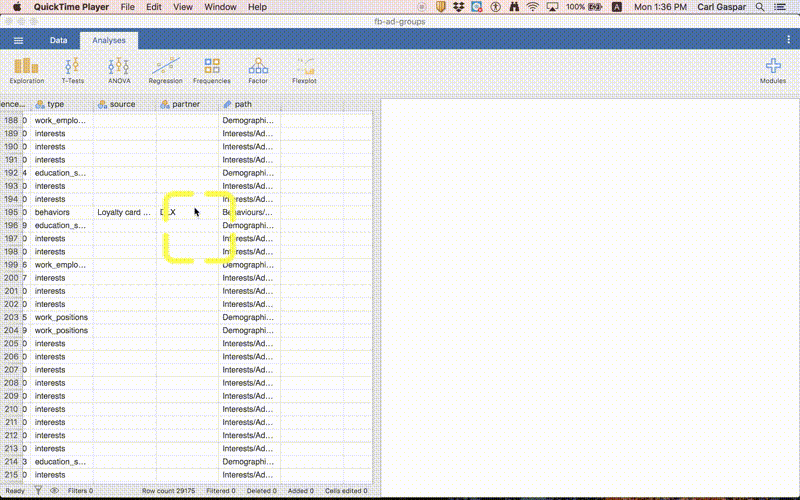 QuickTime Player File Edit View Window Help 100% A Mon 1:36 PM Carl Gaspar
fb-ad-groups
Data Analyses
Exploration T-Tests ANOVA Regression Frequencies Factor Flexplot Modules
ience... type source partner path
188 0 work_emplo... Demographi...
189 0 interests Interests/Ad...
190 0 interests Interests/Ad...
191 0 interests Interests/Ad...
192 4 education_s... Demographi...
193 0 interests Interests/Ad...
194 0 interests Interests/Ad...
195 0 behaviors Loyalty card ... DLX Behaviours/...
196 9 education_s... Demographi...
197 0 interests Interests/Ad...
198 0 interests Interests/Ad...
199 6 work_emplo... Demographi...
200 7 interests Interests/Ad...
201 0 interests Interests/Ad...
202 0 interests Interests/Ad...
203 5 work_positions Demographi...
204 9 work_positions Demographi...
205 0 interests Interests/Ad...
206 0 interests Interests/Ad...
207 0 interests Interests/Ad...
208 0 interests Interests/Ad...
209 0 interests Interests/Ad...
210 0 interests Interests/Ad...
211 0 interests Interests/Ad...
212 0 interests Interests/Ad...
213 0 interests Interests/Ad...
214 3 education_s... Demographi...
215 0 interests Interests/Ad...
Ready Filters 0 Row count 29175 Filtered 0 Deleted 0 Added 0 Cells edited 0